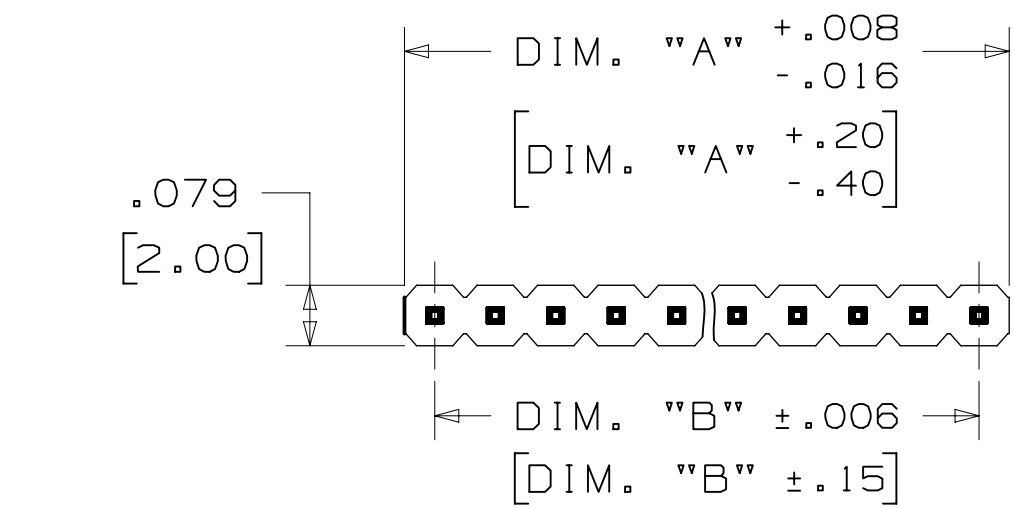 DIM. "A" +.008
-.016
[DIM. "A" +.20
-.40]
.079
[2.00]
DIM. "B" ±.006
[DIM. "B" ±.15]